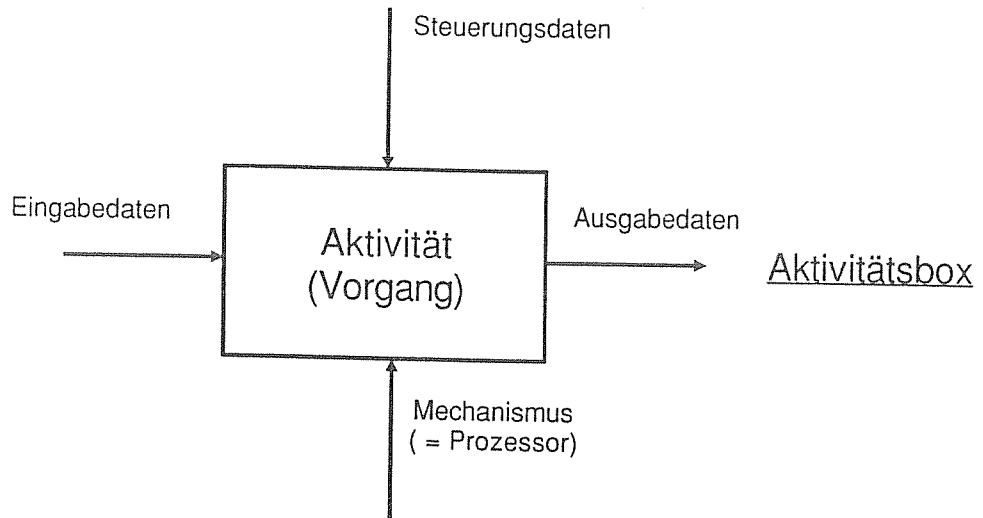 Steuerungsdaten
Eingabedaten
Aktivität
(Vorgang)
Ausgabedaten
Aktivitätsbox
Mechanismus
( = Prozessor)